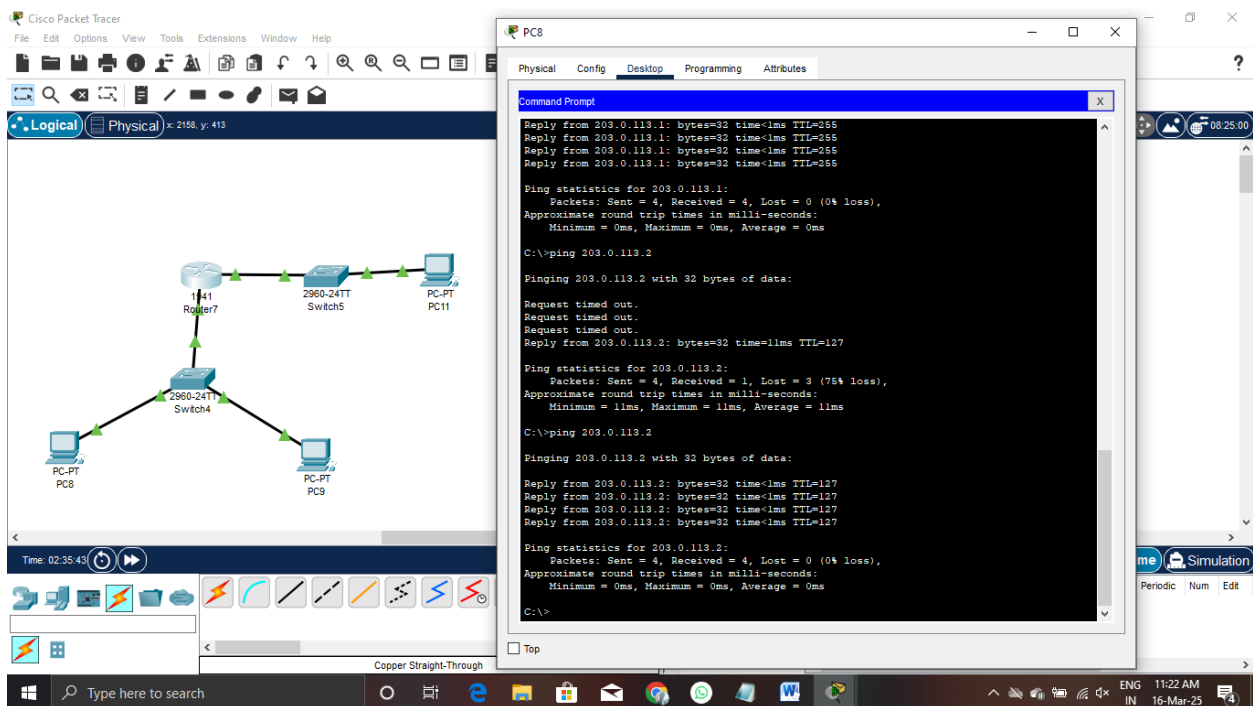 Cisco Packet Tracer
File Edit Options View Tools Extensions Window Help
?
Logical Physical x: 2158, y: 413
08:25:00
1941
Router7
2960-24TT
Switch5
PC-PT
PC11
2960-24TT
Switch4
PC-PT
PC8
PC-PT
PC9
Time: 02:35:43
me Simulation
Periodic Num Edit
Copper Straight-Through
PC8
Physical Config Desktop Programming Attributes
Command Prompt X
Reply from 203.0.113.1: bytes=32 time<1ms TTL=255
Reply from 203.0.113.1: bytes=32 time<1ms TTL=255
Reply from 203.0.113.1: bytes=32 time<1ms TTL=255
Reply from 203.0.113.1: bytes=32 time<1ms TTL=255
Ping statistics for 203.0.113.1:
Packets: Sent = 4, Received = 4, Lost = 0 (0% loss),
Approximate round trip times in milli-seconds:
Minimum = 0ms, Maximum = 0ms, Average = 0ms
C:\>ping 203.0.113.2
Pinging 203.0.113.2 with 32 bytes of data:
Request timed out.
Request timed out.
Request timed out.
Reply from 203.0.113.2: bytes=32 time=11ms TTL=127
Ping statistics for 203.0.113.2:
Packets: Sent = 4, Received = 1, Lost = 3 (75% loss),
Approximate round trip times in milli-seconds:
Minimum = 11ms, Maximum = 11ms, Average = 11ms
C:\>ping 203.0.113.2
Pinging 203.0.113.2 with 32 bytes of data:
Reply from 203.0.113.2: bytes=32 time<1ms TTL=127
Reply from 203.0.113.2: bytes=32 time<1ms TTL=127
Reply from 203.0.113.2: bytes=32 time<1ms TTL=127
Reply from 203.0.113.2: bytes=32 time<1ms TTL=127
Ping statistics for 203.0.113.2:
Packets: Sent = 4, Received = 4, Lost = 0 (0% loss),
Approximate round trip times in milli-seconds:
Minimum = 0ms, Maximum = 0ms, Average = 0ms
C:\>
Top
Type here to search
ENG 11:22 AM
IN 16-Mar-25
4